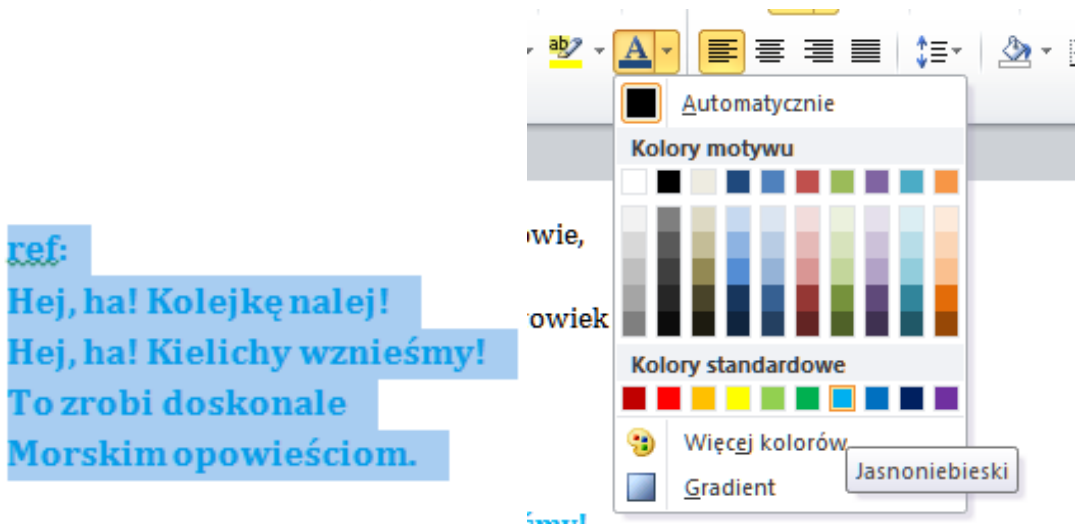 ref:
Hej, ha! Kolejkę nalej!
Hej, ha! Kielichy wznieśmy!
To zrobi doskonale
Morskim opowieściom.
ab
A
Automatycznie
Kolory motywu
owie,
owiek
Kolory standardowe
Więcej kolorów
Jasnoniebieski
Gradient